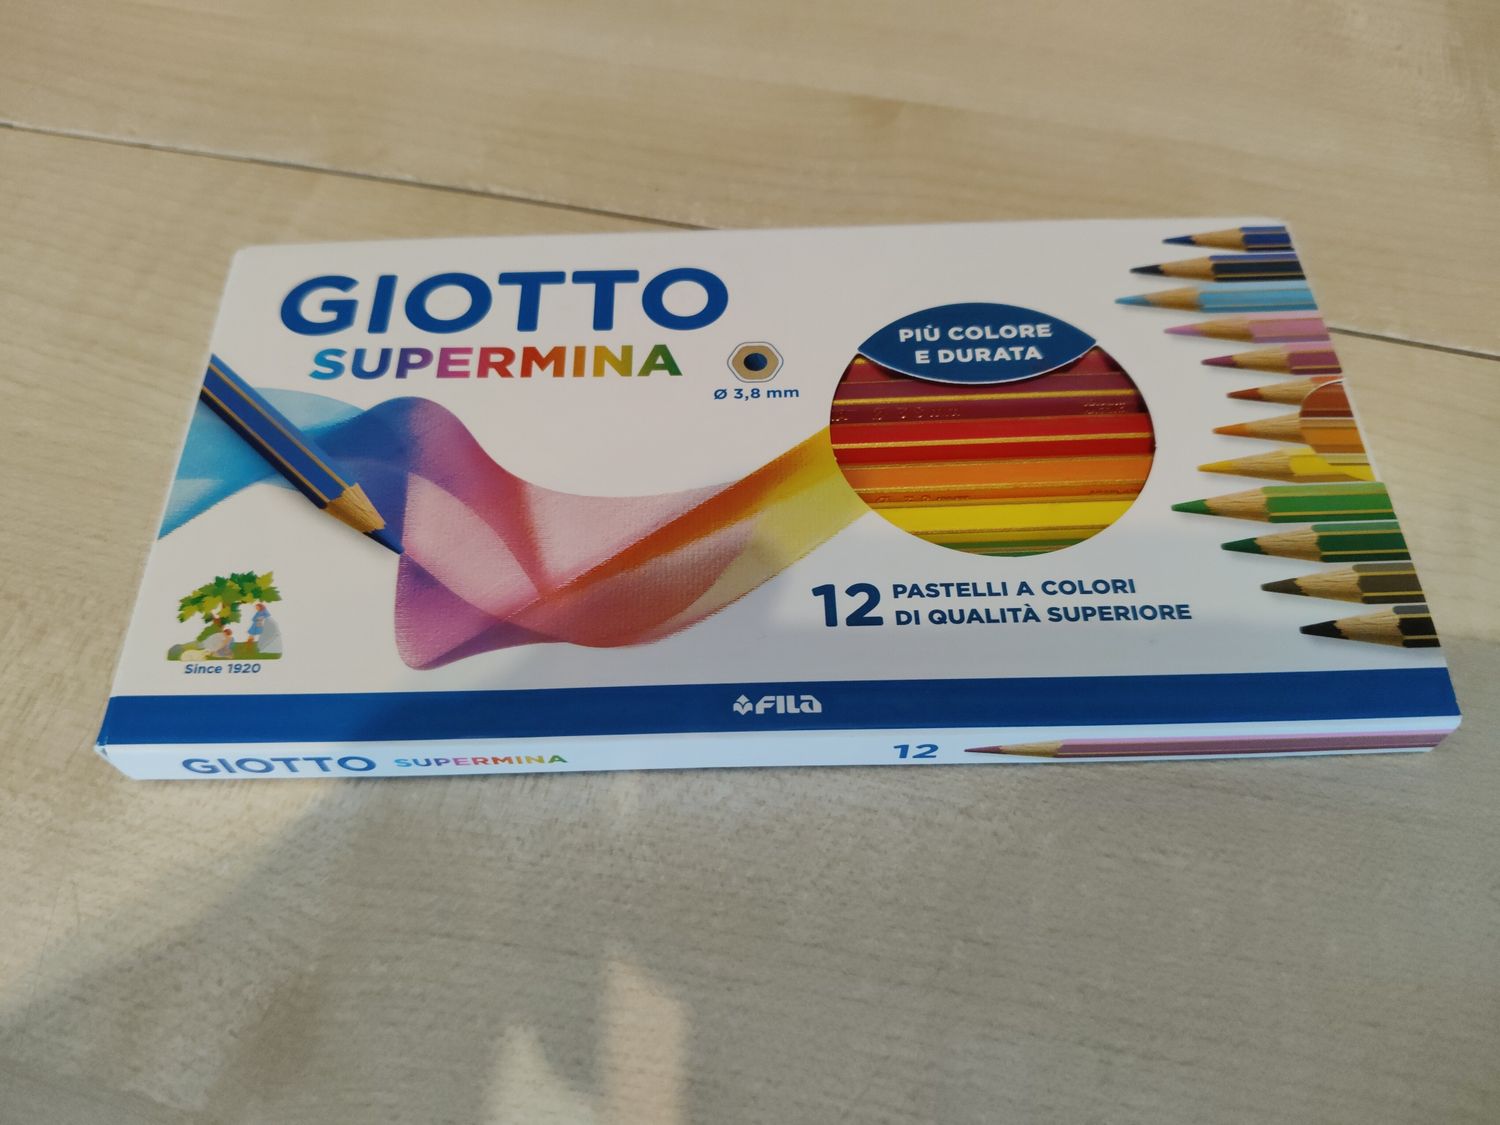 GIOTTO
SUPERMINA
Ø 3,8 mm
PIÙ COLORE
E DURATA
12 PASTELLI A COLORI
DI QUALITÀ SUPERIORE
Since 1920
FILA
GIOTTO SUPERMINA 12